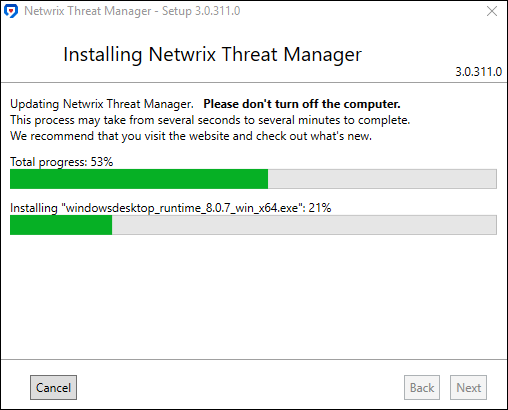 Netwrix Threat Manager - Setup 3.0.311.0
Installing Netwrix Threat Manager
3.0.311.0
Updating Netwrix Threat Manager. Please don't turn off the computer.
This process may take from several seconds to several minutes to complete.
We recommend that you visit the website and check out what's new.
Total progress: 53%
Installing "windowsdesktop_runtime_8.0.7_win_x64.exe": 21%
Cancel
Back
Next